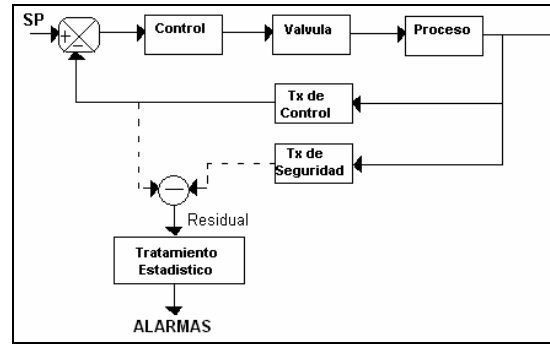 SP
Control
Valvula
Proceso
Tx de
Control
Tx de
Seguridad
Residual
Tratamiento
Estadistico
ALARMAS